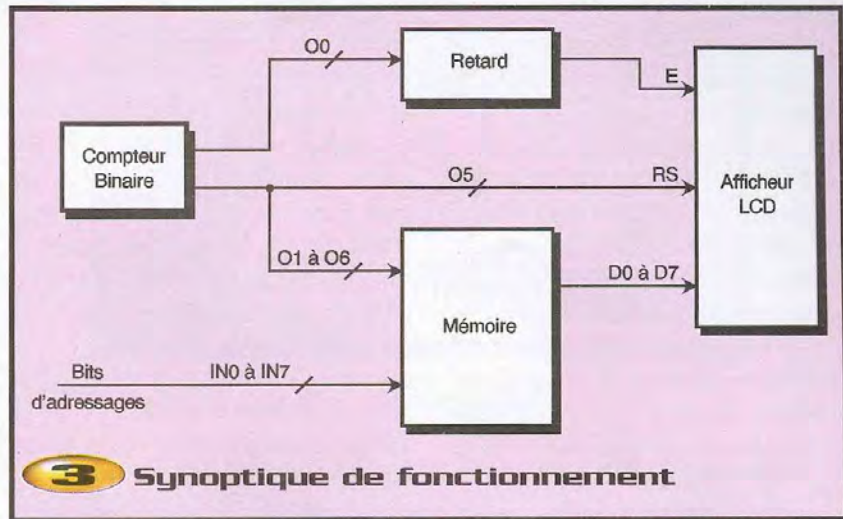 O0
Retard
E
Compteur
Binaire
O5
RS
Afficheur
LCD
O1 à O6
D0 à D7
Mémoire
Bits
d'adressages
IN0 à IN7
3 Synoptique de fonctionnement